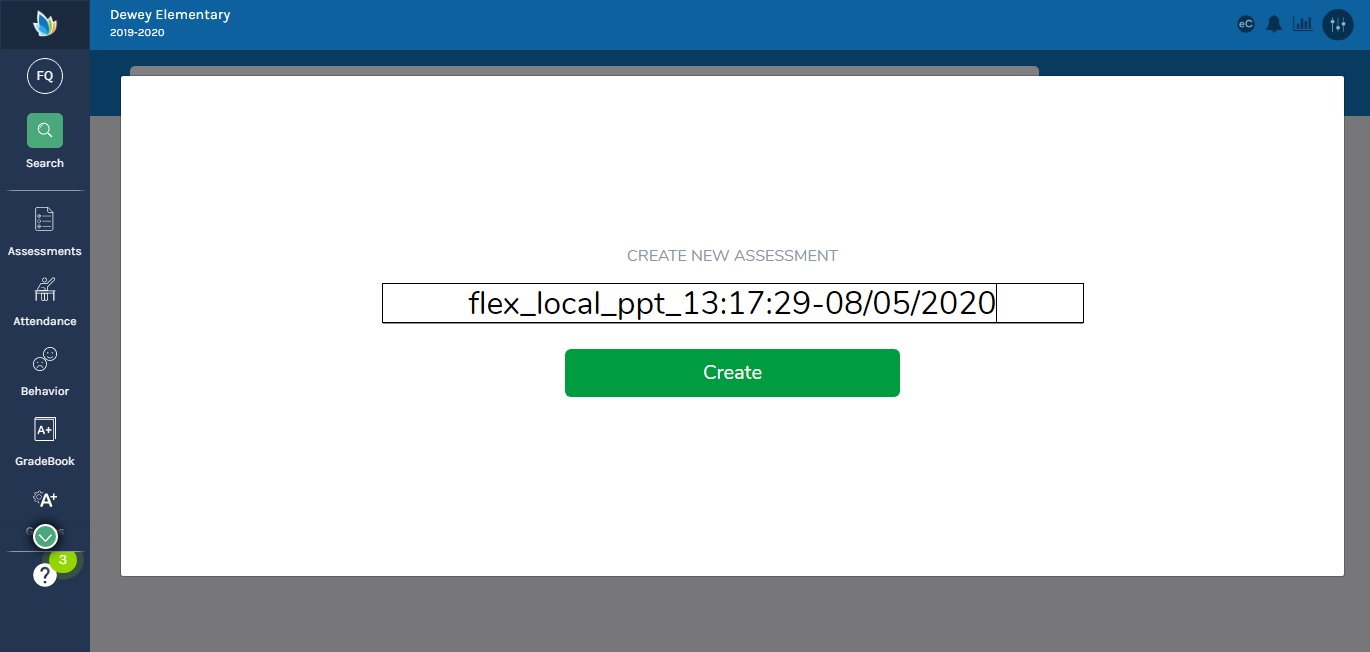 Dewey Elementary
2019-2020
eC
FQ
Search
Assessments
Attendance
Behavior
A+
GradeBook
A+
3
?
CREATE NEW ASSESSMENT
flex_local_ppt_13:17:29-08/05/2020
Create